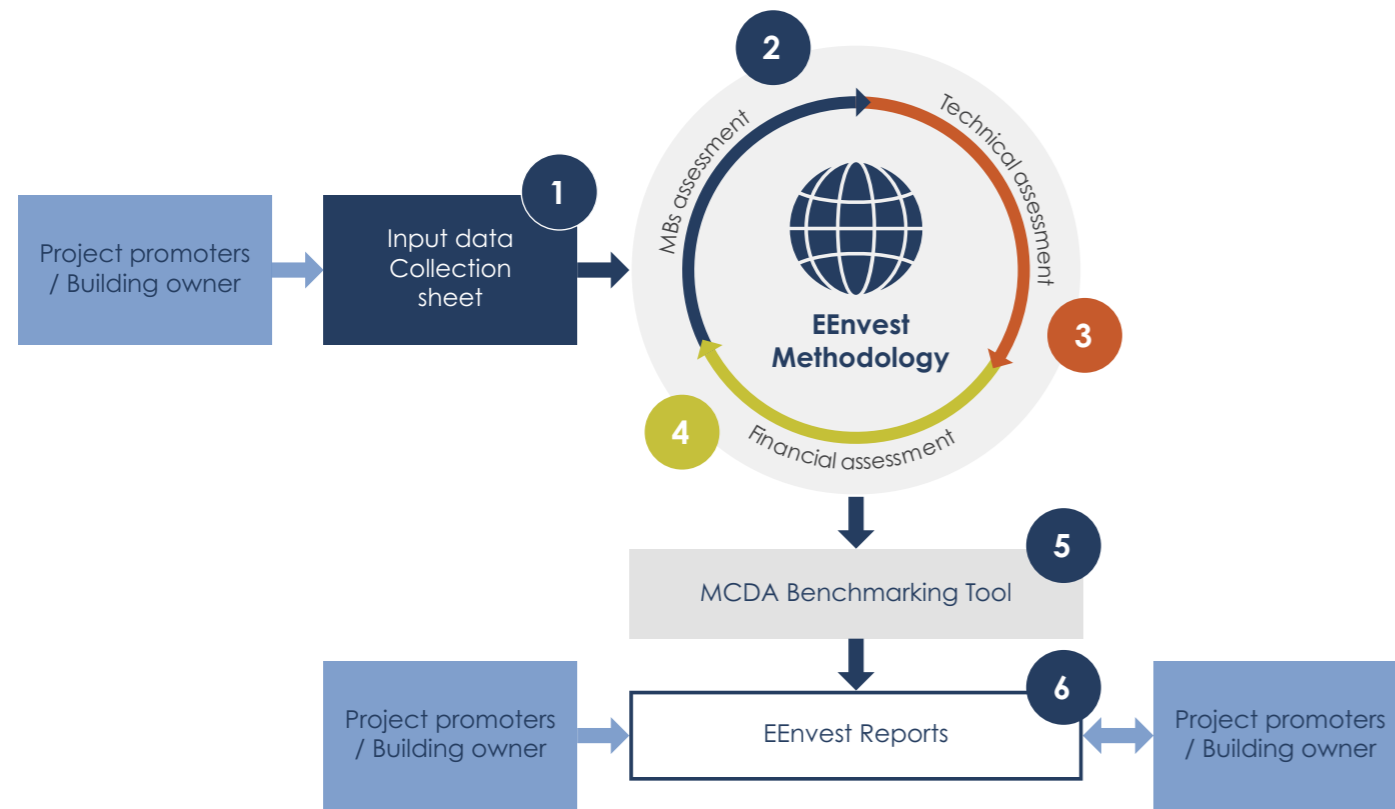 2
Technical assessment
MBs assessment
1
Project promoters
/ Building owner
Input data
Collection
sheet
EEnvest
Methodology
3
4
Financial assessment
5
MCDA Benchmarking Tool
6
Project promoters
/ Building owner
EEnvest Reports
Project promoters
/ Building owner